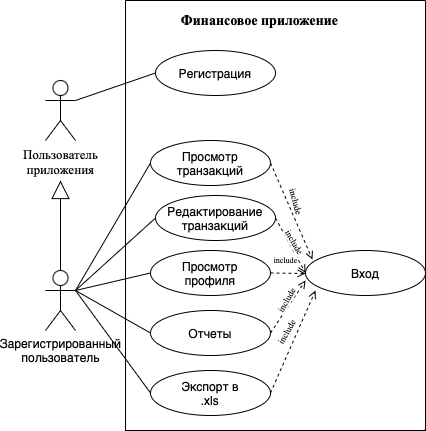 Финансовое приложение
Регистрация
Пользователь
приложения
Просмотр
транзакций
include
Редактирование
транзакций
include
Просмотр
профиля
include
Вход
Отчеты
include
Зарегистрированный
пользователь
Экспорт в
.xls
include